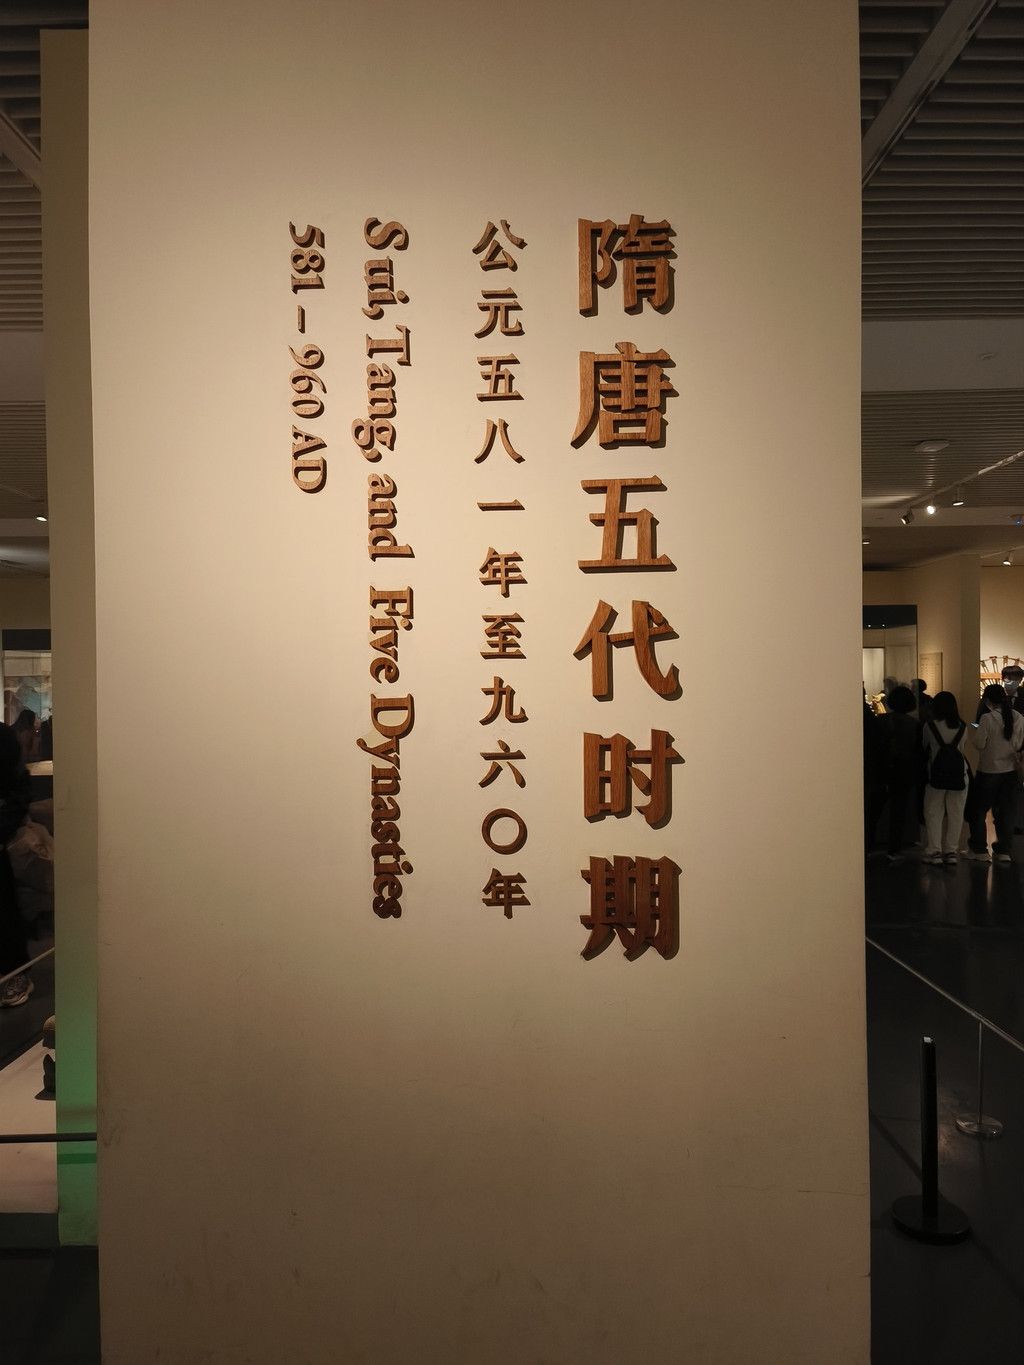 隋唐五代时期
公元五八一年至九六〇年
Sui, Tang, and Five Dynasties
581 – 960 AD